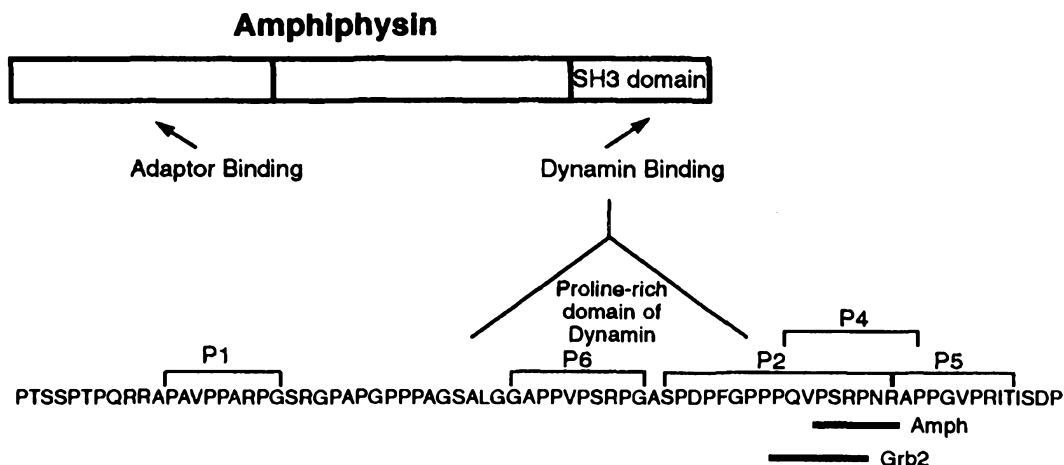 Amphiphysin
SH3 domain
Adaptor Binding
Dynamin Binding
Proline-rich
domain of
Dynamin
P4
P1
P6
P2
P5
PTSSPTPQRRAPAVPPARPGSRGPAPGPPPAGSALGGAPPVPSRPGASPDPFGPPPQVPSRPNRAPPGVPRITISDP
Amph
Grb2